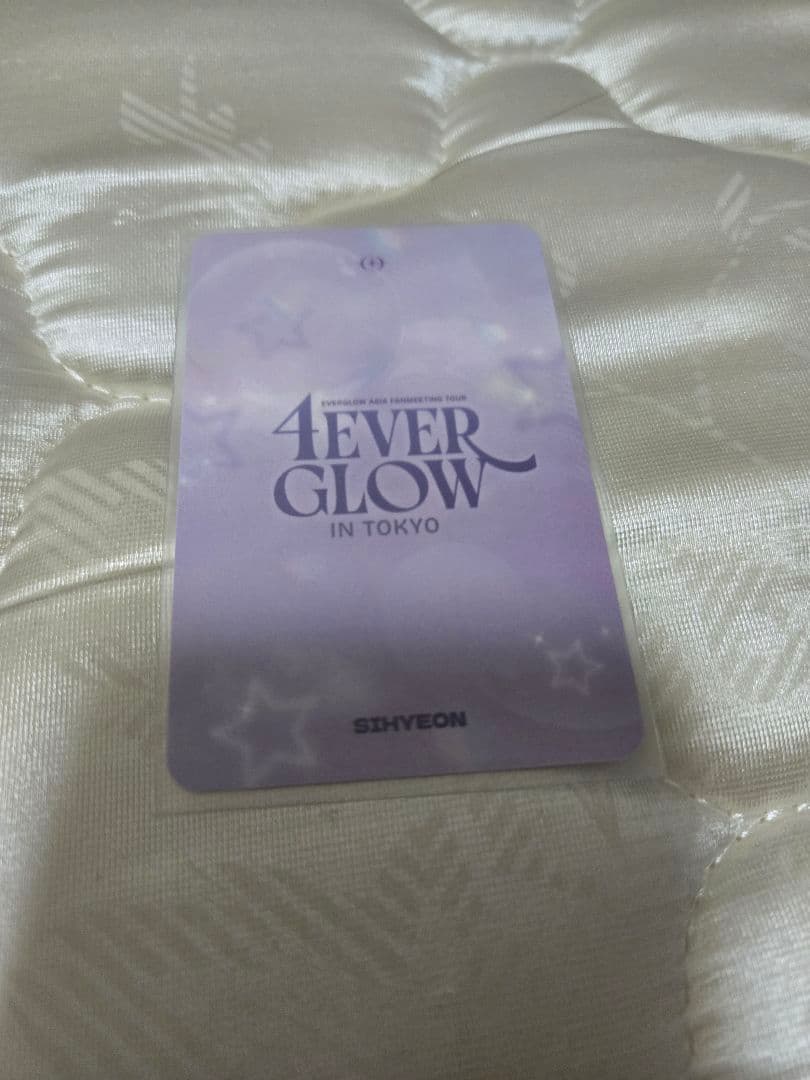 EVERGLOW ASIA FANMEETING TOUR
4EVER
GLOW
IN TOKYO
SIHYEON